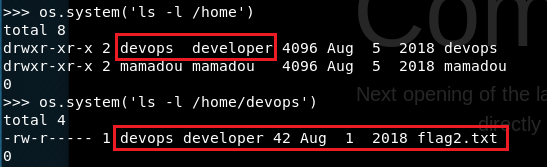 >>> os.system('ls -l /home')
total 8
drwxr-xr-x 2 devops  developer 4096 Aug  5  2018 devops
drwxr-xr-x 2 mamadou mamadou   4096 Aug  5  2018 mamadou
0
>>> os.system('ls -l /home/devops')
total 4
-rw-r----- 1 devops developer 42 Aug  1  2018 flag2.txt
0
Com
Next opening of the la
directly